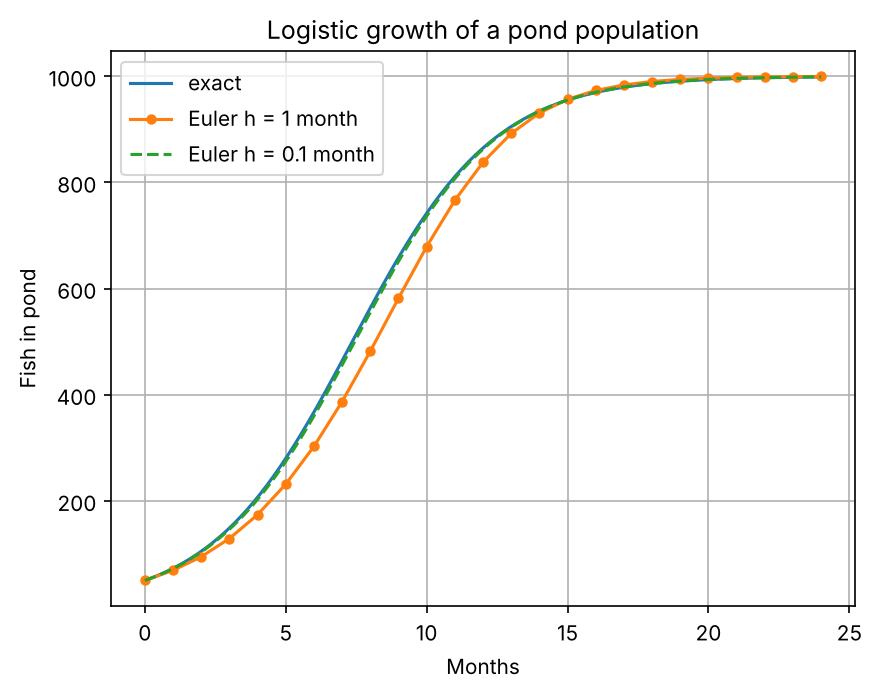 Logistic growth of a pond population
exact
Euler h = 1 month
Euler h = 0.1 month
Fish in pond
1000
800
600
400
200
0 5 10 15 20 25
Months